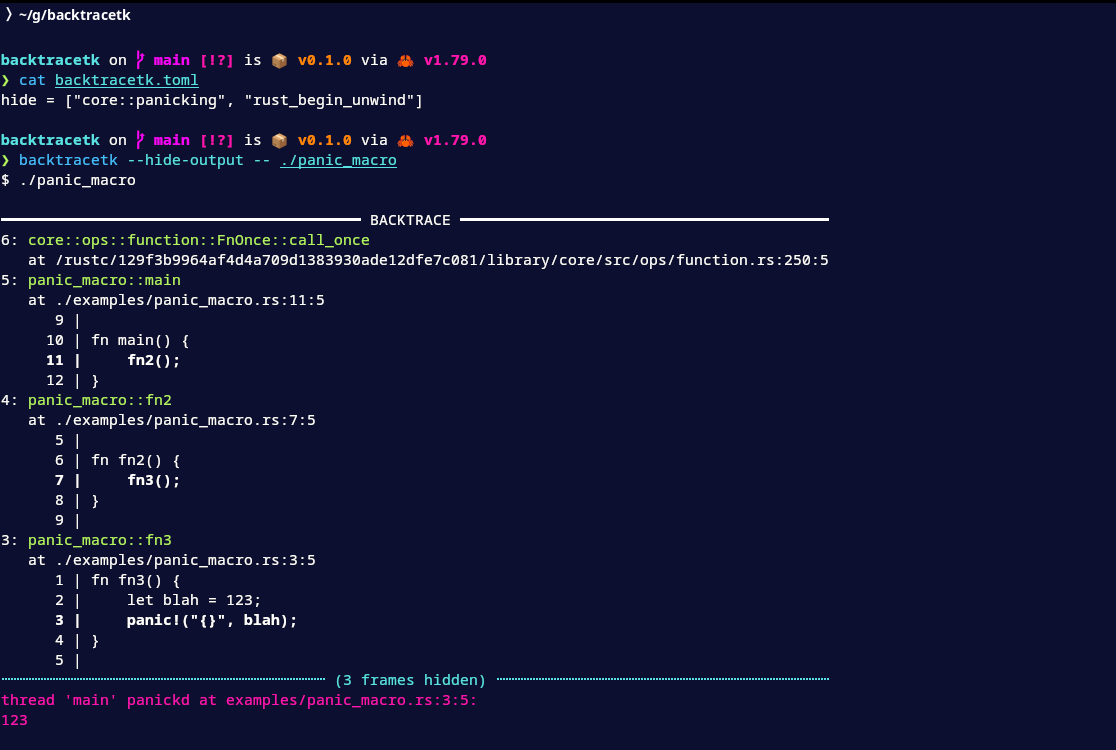 ❯ ~/g/backtracetk
backtracetk on main [!?] is 📦 v0.1.0 via 🦀 v1.79.0
❯ cat backtracetk.toml
hide = ["core::panicking", "rust_begin_unwind"]
backtracetk on main [!?] is 📦 v0.1.0 via 🦀 v1.79.0
❯ backtracetk --hide-output -- ./panic_macro
$ ./panic_macro
BACKTRACE
6: core::ops::function::FnOnce::call_once
   at /rustc/129f3b9964af4d4a709d1383930ade12dfe7c081/library/core/src/ops/function.rs:250:5
5: panic_macro::main
   at ./examples/panic_macro.rs:11:5
      9 |
     10 | fn main() {
     11 |     fn2();
     12 | }
4: panic_macro::fn2
   at ./examples/panic_macro.rs:7:5
      5 |
      6 | fn fn2() {
      7 |     fn3();
      8 | }
      9 |
3: panic_macro::fn3
   at ./examples/panic_macro.rs:3:5
      1 | fn fn3() {
      2 |     let blah = 123;
      3 |     panic!("{}", blah);
      4 | }
      5 |
(3 frames hidden)
thread 'main' panickd at examples/panic_macro.rs:3:5:
123